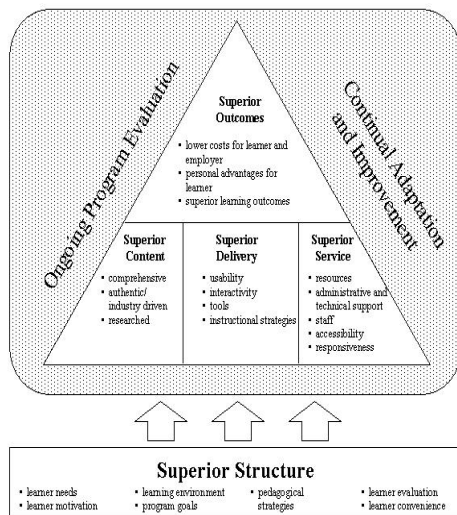 Ongoing Program Evaluation
Continual Adaptation
and Improvement
Superior
Outcomes
▪ lower costs for learner and
employer
▪ personal advantages for
learner
▪ superior learning outcomes
Superior
Content
▪ comprehensive
▪ authentic/
industry driven
▪ researched
Superior
Delivery
▪ usability
▪ interactivity
▪ tools
▪ instructional strategies
Superior
Service
▪ resources
▪ administrative and
technical support
▪ staff
▪ accessibility
▪ responsiveness
Superior Structure
▪ learner needs
▪ learner motivation
▪ learning environment
▪ program goals
▪ pedagogical
strategies
▪ learner evaluation
▪ learner convenience